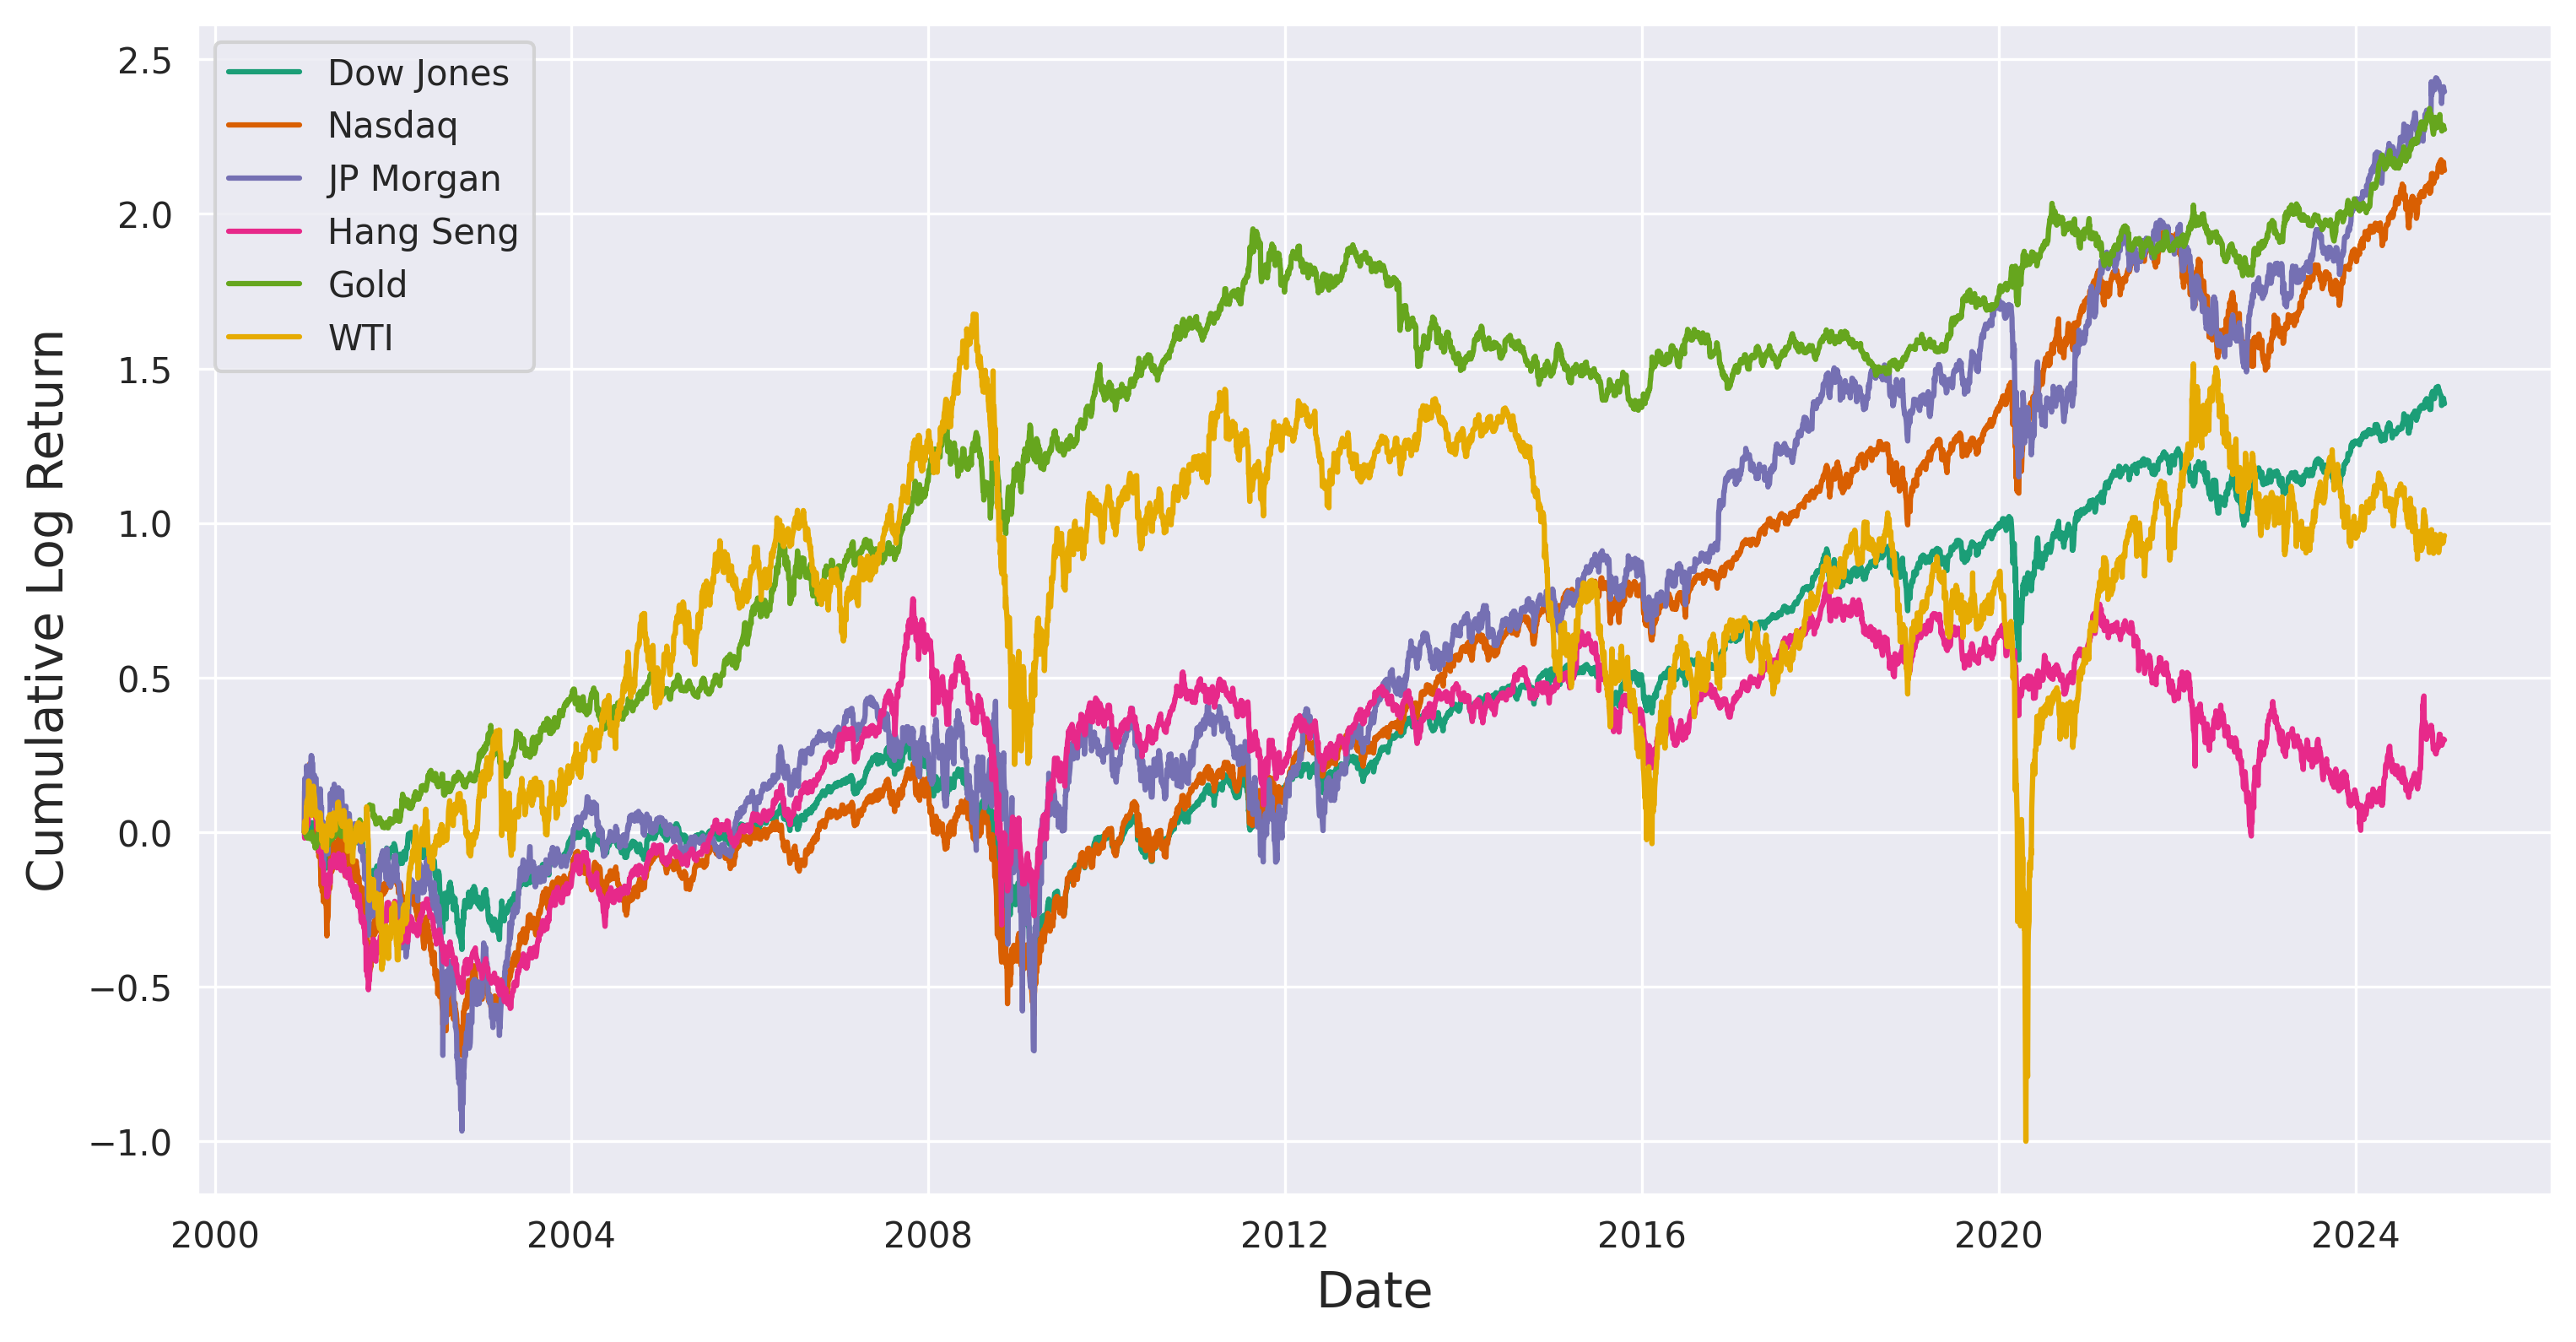 Cumulative Log Return
2.5
2.0
1.5
1.0
0.5
0.0
−0.5
−1.0
Dow Jones
Nasdaq
JP Morgan
Hang Seng
Gold
WTI
2000 2004 2008 2012 2016 2020 2024
Date